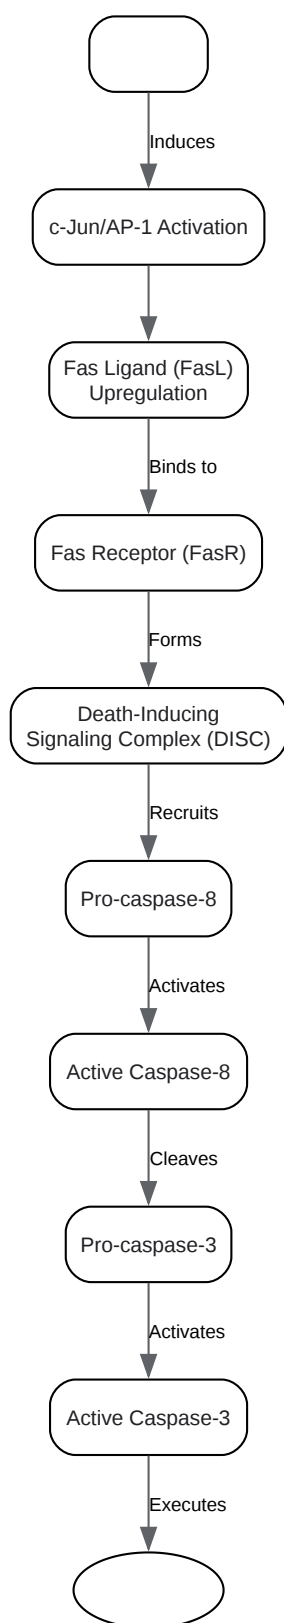 Induces
c-Jun/AP-1 Activation
Fas Ligand (FasL)
Upregulation
Binds to
Fas Receptor (FasR)
Forms
Death-Inducing
Signaling Complex (DISC)
Recruits
Pro-caspase-8
Activates
Active Caspase-8
Cleaves
Pro-caspase-3
Activates
Active Caspase-3
Executes